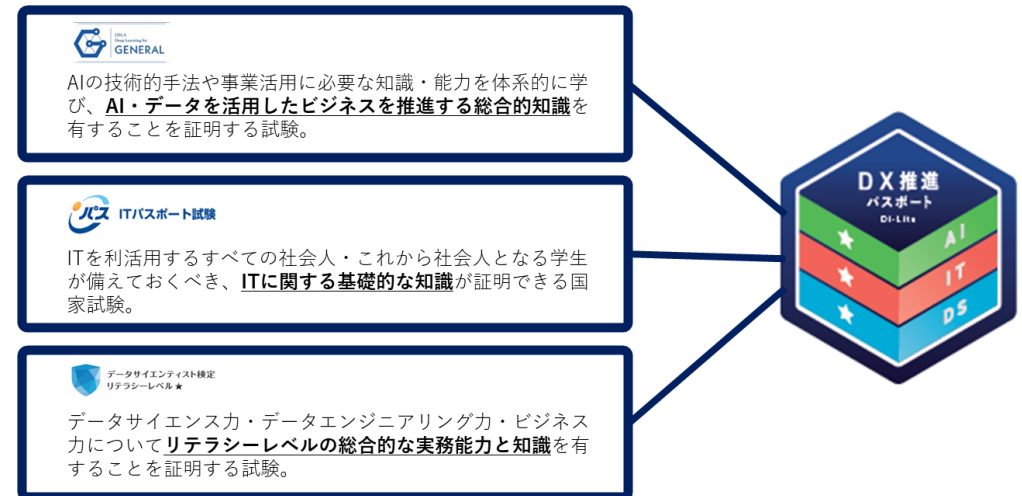 JDLA
Deep Learning for
GENERAL
AIの技術的手法や事業活用に必要な知識・能力を体系的に学
び、AI・データを活用したビジネスを推進する総合的知識を
有することを証明する試験。
iパス ITパスポート試験
ITを利活用するすべての社会人・これから社会人となる学生
が備えておくべき、ITに関する基礎的な知識が証明できる国
家試験。
データサイエンティスト検定
リテラシーレベル★
データサイエンス力・データエンジニアリング力・ビジネス
力についてリテラシーレベルの総合的な実務能力と知識を有
することを証明する試験。
DX推進
パスポート
Di-Lite
AI
IT
DS